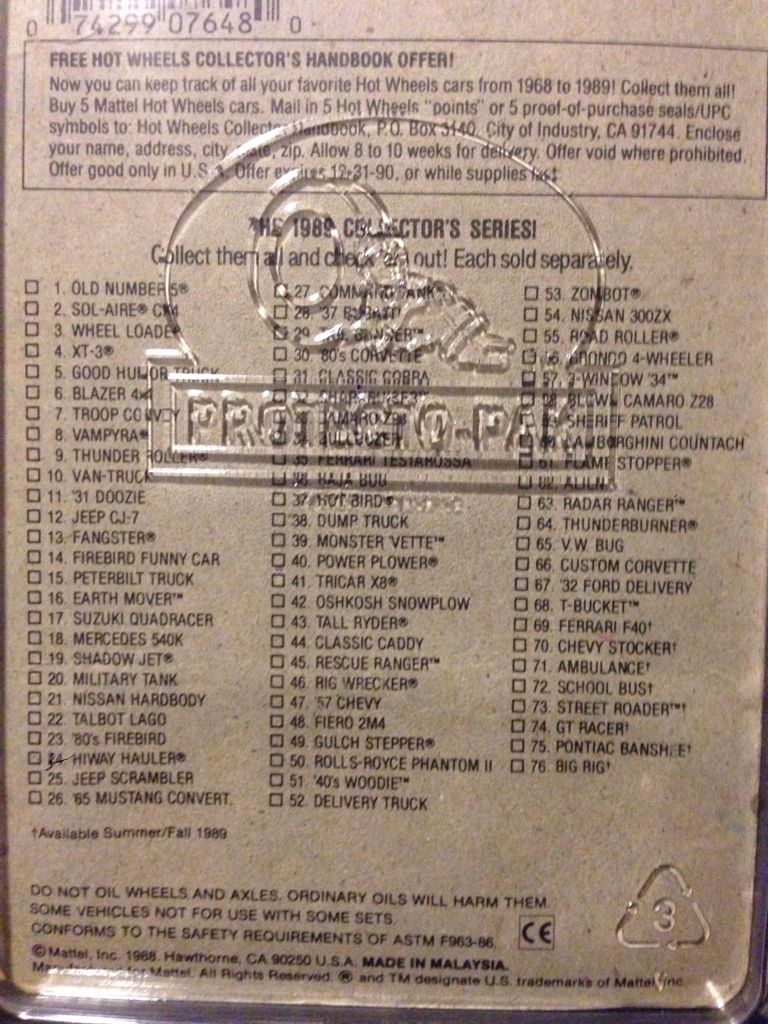 0 74299 07648 0
FREE HOT WHEELS COLLECTOR'S HANDBOOK OFFER!
Now you can keep track of all your favorite Hot Wheels cars from 1968 to 1989! Collect them all!
Buy 5 Mattel Hot Wheels cars. Mail in 5 Hot Wheels "points" or 5 proof-of-purchase seals/UPC
symbols to: Hot Wheels Collector Handbook, P.O. Box 5140, City of Industry, CA 91744. Enclose
your name, address, city, state, zip. Allow 8 to 10 weeks for delivery. Offer void where prohibited.
Offer good only in U.S.A. Offer expires 12-31-90, or while supplies last.
THE 1989 COLLECTOR'S SERIES!
Collect them all and check 'em out! Each sold separately.
1. OLD NUMBER 5®
2. SOL-AIRE® CX4
3. WHEEL LOADER
4. XT-3®
5. GOOD HUMOR TRUCK
6. BLAZER 4x4
7. TROOP CONVOY
8. VAMPYRA®
9. THUNDER ROLLER®
10. VAN-TRUCK
11. '31 DOOZIE
12. JEEP CJ-7
13. FANGSTER®
14. FIREBIRD FUNNY CAR
15. PETERBILT TRUCK
16. EARTH MOVER™
17. SUZUKI QUADRACER
18. MERCEDES 540K
19. SHADOW JET®
20. MILITARY TANK
21. NISSAN HARDBODY
22. TALBOT LAGO
23. '80's FIREBIRD
24. HIWAY HAULER®
25. JEEP SCRAMBLER
26. '65 MUSTANG CONVERT.
27. COMMAND TANK®
28. '37 BUGATTI
29.
30. '80's CORVETTE
31. CLASSIC COBRA
32.
33. CAMARO Z28
34. BULLDOZER
35. FERRARI TESTAROSSA
36. BAJA BUG
37. HOT BIRD®
38. DUMP TRUCK
39. MONSTER 'VETTE™
40. POWER PLOWER®
41. TRICAR X8®
42. OSHKOSH SNOWPLOW
43. TALL RYDER®
44. CLASSIC CADDY
45. RESCUE RANGER™
46. RIG WRECKER®
47. '57 CHEVY
48. FIERO 2M4
49. GULCH STEPPER®
50. ROLLS-ROYCE PHANTOM II
51. '40's WOODIE™
52. DELIVERY TRUCK
53. ZOMBOT®
54. NISSAN 300ZX
55. ROAD ROLLER®
56. BRONCO 4-WHEELER
57. 3-WINDOW '34™
58. BLOWN CAMARO Z28
59. SHERIFF PATROL
60. LAMBORGHINI COUNTACH
61. FLAME STOPPER®
62. ALIEN
63. RADAR RANGER™
64. THUNDERBURNER®
65. V.W. BUG
66. CUSTOM CORVETTE
67. '32 FORD DELIVERY
68. T-BUCKET™
69. FERRARI F40†
70. CHEVY STOCKER†
71. AMBULANCE†
72. SCHOOL BUS†
73. STREET ROADER™†
74. GT RACER†
75. PONTIAC BANSHEE†
76. BIG RIG†
PROTECTO-PAK
†Available Summer/Fall 1989
DO NOT OIL WHEELS AND AXLES. ORDINARY OILS WILL HARM THEM.
SOME VEHICLES NOT FOR USE WITH SOME SETS.
CONFORMS TO THE SAFETY REQUIREMENTS OF ASTM F963-86.
CE
3
©Mattel, Inc. 1988. Hawthorne, CA 90250 U.S.A. MADE IN MALAYSIA.
Manufactured for Mattel. All Rights Reserved. ® and TM designate U.S. trademarks of Mattel, Inc.